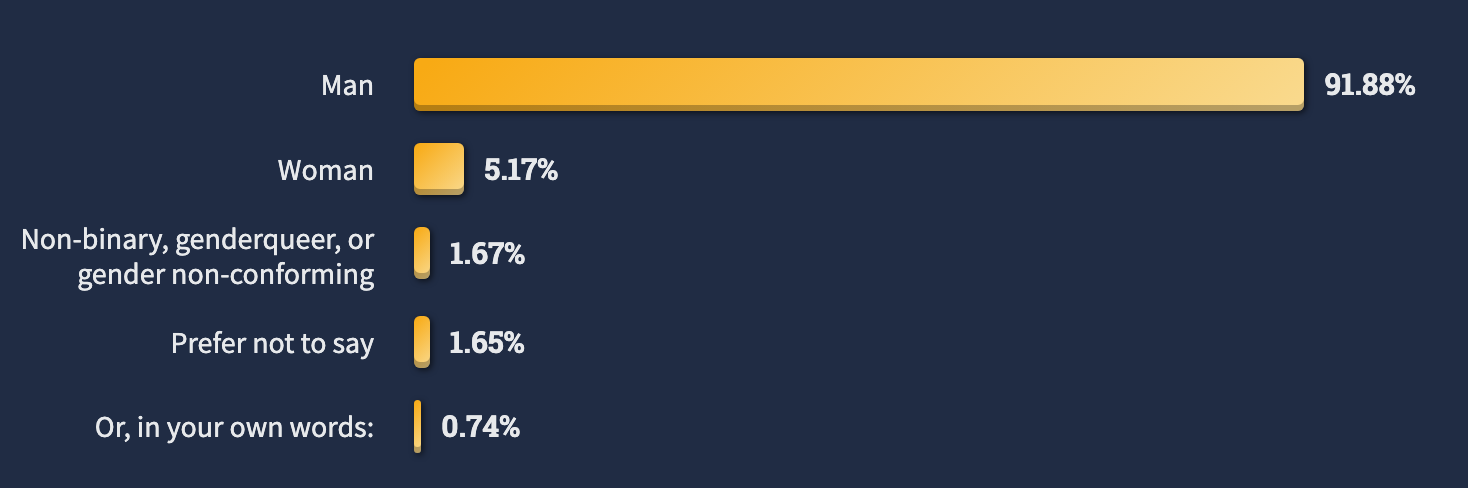 Man 91.88%
Woman 5.17%
Non-binary, genderqueer, or
gender non-conforming 1.67%
Prefer not to say 1.65%
Or, in your own words: 0.74%